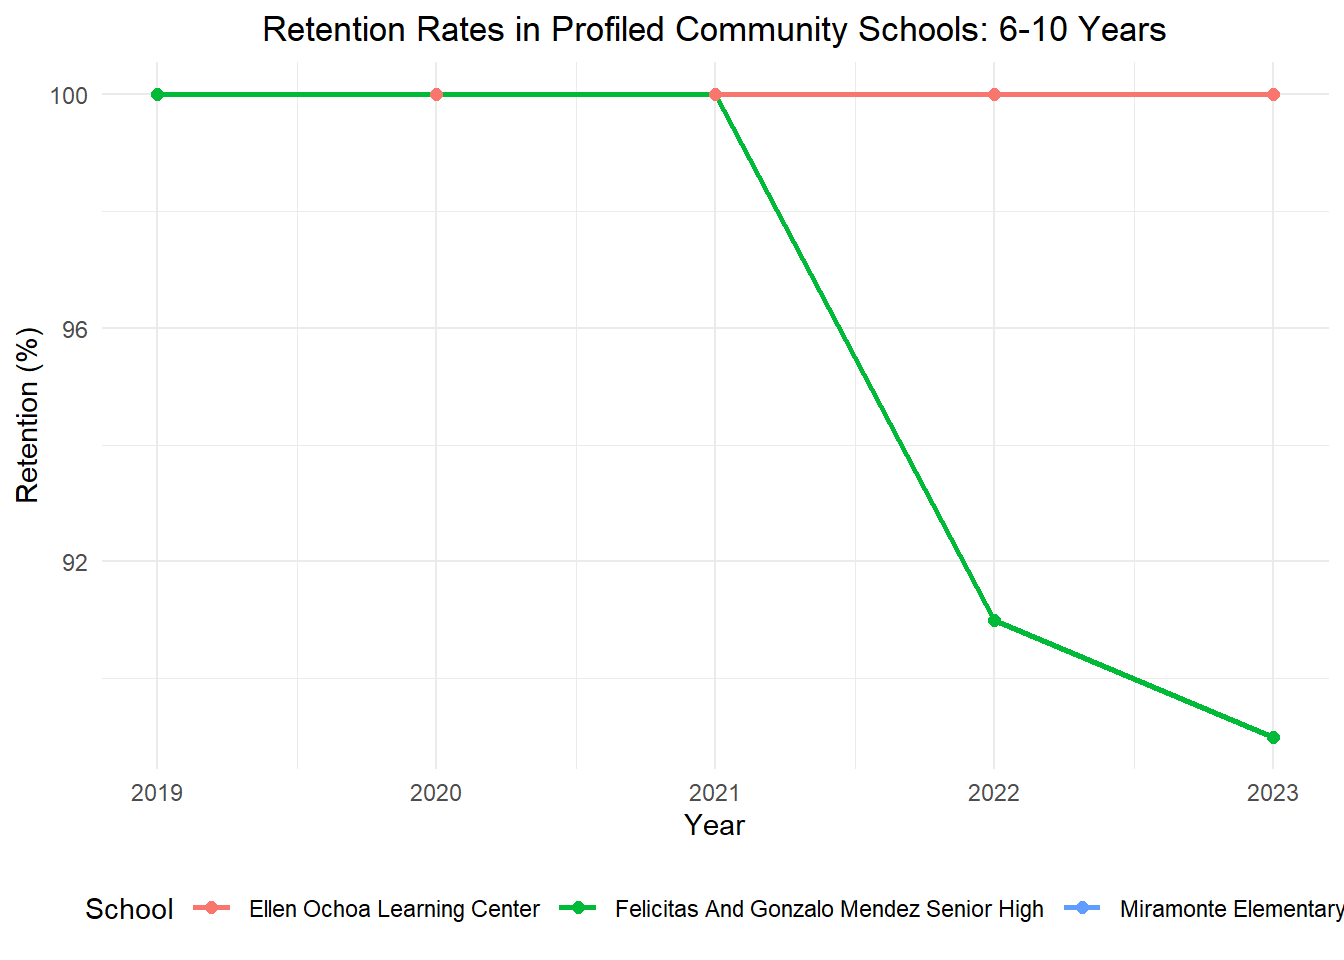 Retention Rates in Profiled Community Schools: 6-10 Years
100
96
92
Retention (%)
2019 2020 2021 2022 2023
Year
School Ellen Ochoa Learning Center Felicitas And Gonzalo Mendez Senior High Miramonte Elementary